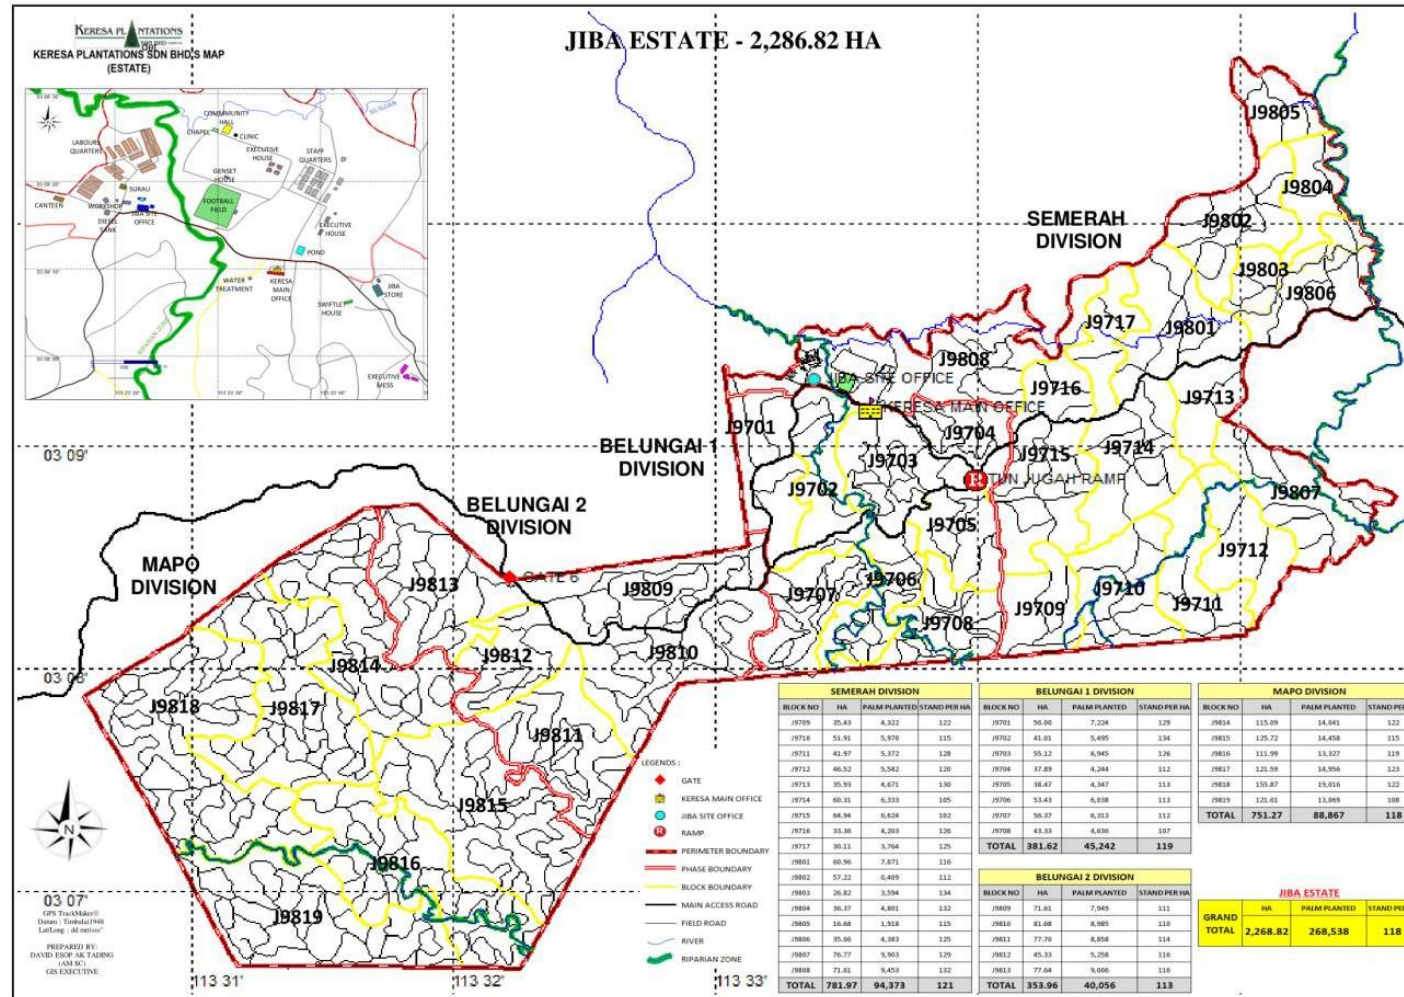 KERESA PLANTATIONS
KERESA PLANTATIONS SDN BHD'S MAP
(ESTATE)
JIBA ESTATE - 2,286.82 HA
SG SUJAN
COMMUNITY
HALL
CHAPEL
CLINIC
LABOURS
QUARTERS
EXECUTIVE
HOUSE
STAFF
QUARTERS
GENSET
HOUSE
SURAU
CANTEEN
WORKSHOP
DIESEL
TANK
JIBA SITE
OFFICE
FOOTBALL
FIELD
EXECUTIVE
HOUSE
POND
WATER
TREATMENT
KERESA
MAIN
OFFICE
JIBA
STORE
SWIFTLET
HOUSE
RIPARIAN ZONE
EXECUTIVE
MESS
SEMERAH
DIVISION
J9805
J9804
J9802
J9803
J9806
J9717
J9801
J9808
JIBA SITE OFFICE
J9716
J9713
KERESA MAIN OFFICE
J9701
J9704
BELUNGAI 1
DIVISION
J9703
J9715
J9714
03 09"
J9702
TUN JUGAH RAMP
J9807
BELUNGAI 2
DIVISION
J9705
J9712
MAPO
DIVISION
GATE 6
J9813
J9809
J9707
J9706
J9709
J9710
J9711
J9708
J9814
J9812
J9810
03 08"
J9818
J9817
J9811
J9815
J9816
J9819
03 07"
N
GPS TrackMaker®
Datum : Timbalai1948
PREPARED BY:
DAVID ESOP AK TADING
(AM SC)
GIS EXECUTIVE
113 31"
113 32"
113 33"
LEGENDS :
GATE
KERESA MAIN OFFICE
JIBA SITE OFFICE
R RAMP
PERIMETER BOUNDARY
PHASE BOUNDARY
BLOCK BOUNDARY
MAIN ACCESS ROAD
FIELD ROAD
RIVER
RIPARIAN ZONE
SEMERAH DIVISION
BLOCK NO HA PALM PLANTED STAND PER HA
J9709 35.43 4,322 122
J9710 51.91 5,970 115
J9711 41.97 5,372 128
J9712 46.52 5,582 120
J9713 35.93 4,671 130
J9714 60.31 6,333 105
J9715 64.94 6,624 102
J9716 33.36 4,203 126
J9717 30.11 3,764 125
J9801 60.96 7,071 116
J9802 57.22 6,409 112
J9803 26.82 3,594 134
J9804 36.37 4,801 132
J9805 16.68 1,918 115
J9806 35.06 4,383 125
J9807 76.77 9,903 129
J9808 71.61 9,453 132
TOTAL 781.97 94,373 121
BELUNGAI 1 DIVISION
BLOCK NO HA PALM PLANTED STAND PER HA
J9701 56.00 7,224 129
J9702 41.01 5,495 134
J9703 55.12 6,945 126
J9704 37.89 4,244 112
J9705 38.47 4,347 113
J9706 53.43 6,038 113
J9707 56.37 6,313 112
J9708 43.33 4,636 107
TOTAL 381.62 45,242 119
BELUNGAI 2 DIVISION
BLOCK NO HA PALM PLANTED STAND PER HA
J9809 71.61 7,949 111
J9810 81.68 8,985 110
J9811 77.70 8,858 114
J9812 45.33 5,258 116
J9813 77.64 9,006 116
TOTAL 353.96 40,056 113
MAPO DIVISION
BLOCK NO HA PALM PLANTED STAND PER
J9814 115.09 14,041 122
J9815 125.72 14,458 115
J9816 111.99 13,327 119
J9817 121.59 14,956 123
J9818 155.87 19,016 122
J9819 121.01 13,069 108
TOTAL 751.27 88,867 118
JIBA ESTATE
HA PALM PLANTED STAND PER
GRAND
TOTAL 2,268.82 268,538 118